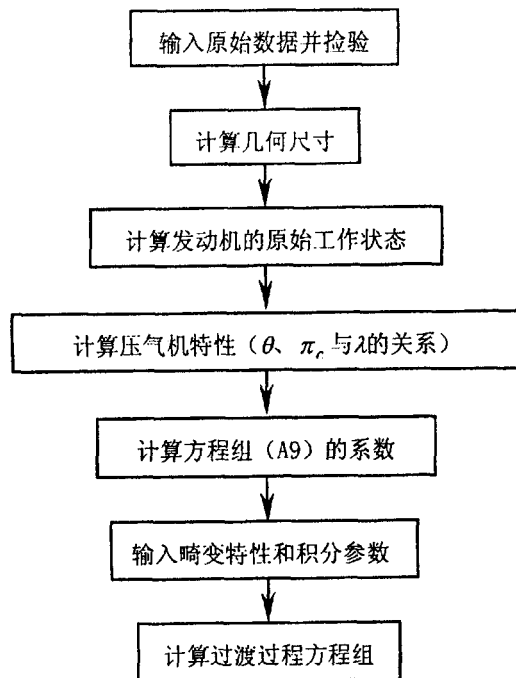 输入原始数据并捡验
计算几何尺寸
计算发动机的原始工作状态
计算压气机特性（θ、π_c与λ的关系）
计算方程组（A9）的系数
输入畸变特性和积分参数
计算过渡过程方程组